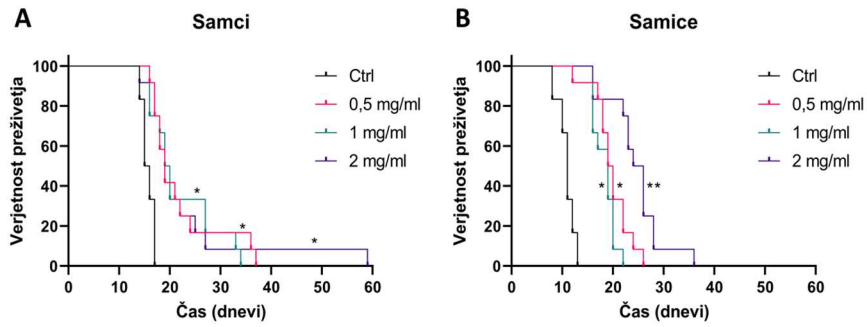 A
Samci
Verjetnost preživetja
100
80
60
40
20
0
0 10 20 30 40 50 60
Čas (dnevi)
Ctrl
0,5 mg/ml
1 mg/ml
2 mg/ml
*
*
*
B
Samice
Verjetnost preživetja
100
80
60
40
20
0
0 10 20 30 40 50 60
Čas (dnevi)
Ctrl
0,5 mg/ml
1 mg/ml
2 mg/ml
* * **